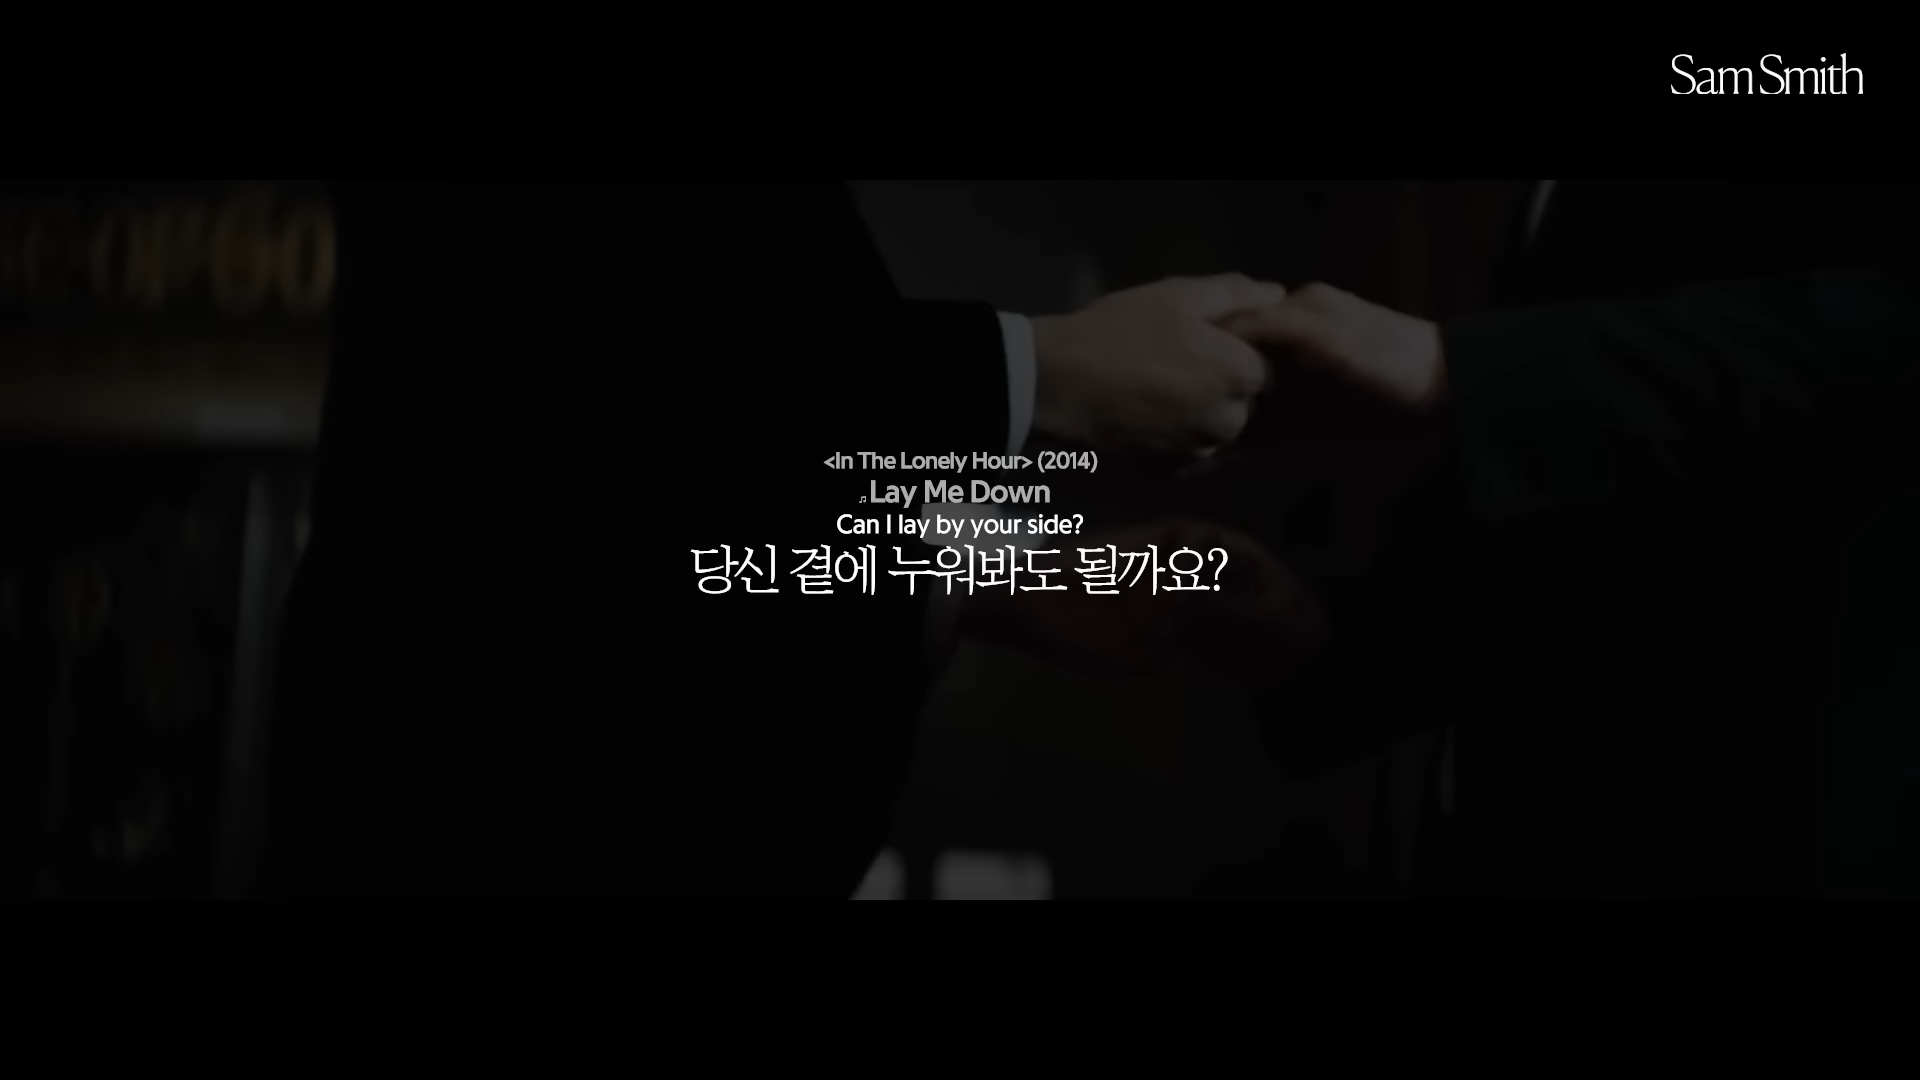 Sam Smith
<In The Lonely Hour> (2014)
♫Lay Me Down
Can I lay by your side?
당신 곁에 누워봐도 될까요?